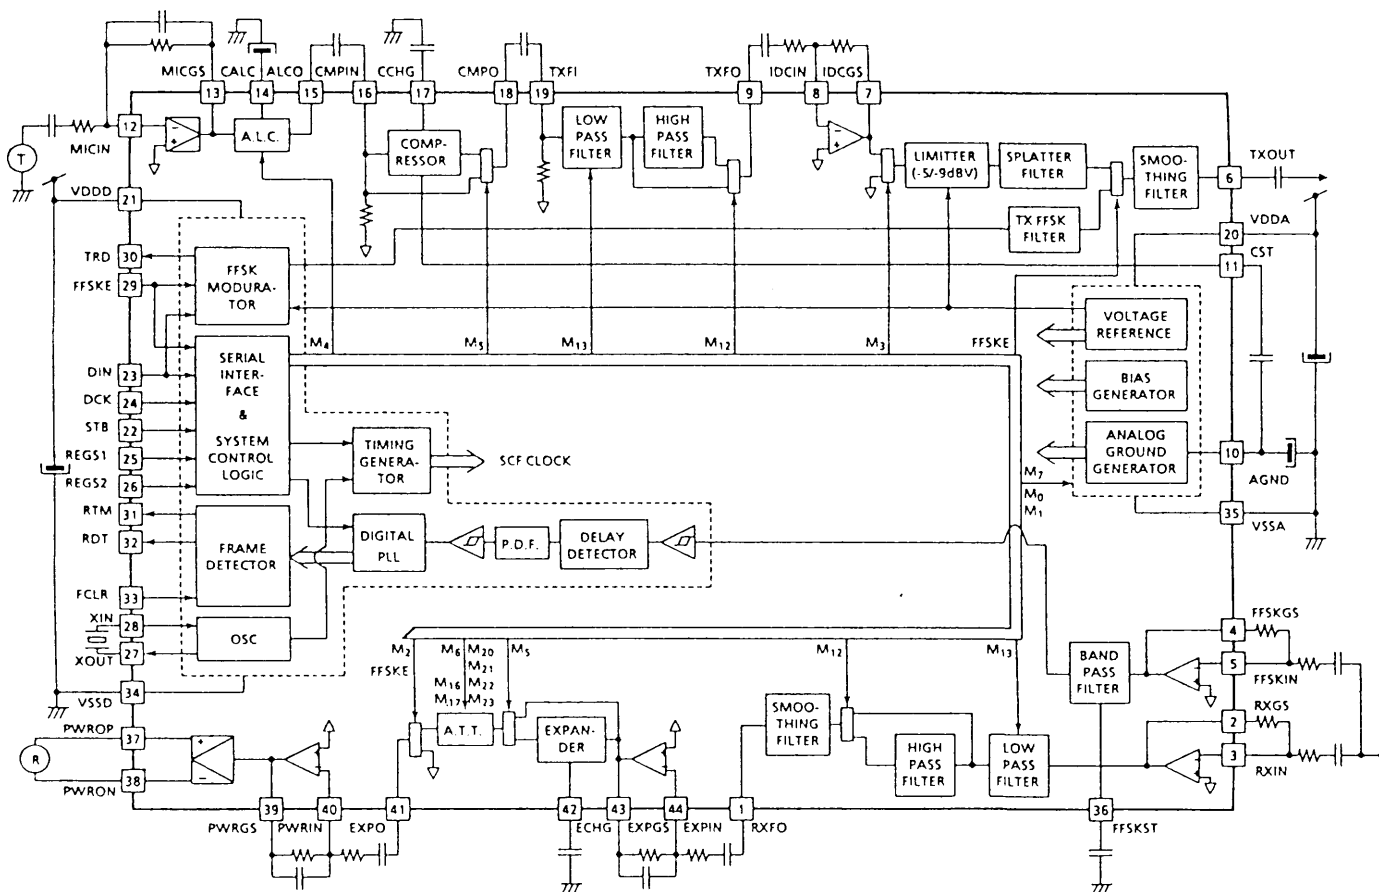 MICGS CALC ALCO CMPIN CCHG CMPO TXFI TXFO IDCIN IDCGS
13 14 15 16 17 18 19 9 8 7
12
MICIN
T
- +
A.L.C.
COMP-
RESSOR
LOW
PASS
FILTER
HIGH
PASS
FILTER
- +
LIMITTER
(-5/-9dBV)
SPLATTER
FILTER
SMOO-
THING
FILTER
6
TXOUT
VDDD
21
TX FFSK
FILTER
VDDA
20
CST
11
TRD
30
FFSKE
29
FFSK
MODURA-
TOR
M4 M5 M13 M12 M3 FFSKE
VOLTAGE
REFERENCE
BIAS
GENERATOR
ANALOG
GROUND
GENERATOR
10
AGND
DIN
23
DCK
24
STB
22
REGS1
25
REGS2
26
SERIAL
INTER-
FACE
&
SYSTEM
CONTROL
LOGIC
TIMING
GENERA-
TOR
SCF CLOCK
M7
M0
M1
35
VSSA
RTM
31
RDT
32
FCLR
33
FRAME
DETECTOR
DIGITAL
PLL
P.D.F.
DELAY
DETECTOR
XIN
28
27
XOUT
OSC
34
VSSD
FFSKGS
4
5
FFSKIN
BAND
PASS
FILTER
M2
FFSKE
M6 M20
M21
M16 M22
M17 M23
M5
M12
M13
RXGS
2
3
RXIN
PWROP
37
R
38
PWRON
+
-
A.T.T.
EXPAN-
DER
SMOO-
THING
FILTER
HIGH
PASS
FILTER
LOW
PASS
FILTER
39 40 41 42 43 44 1 36
PWRGS PWRIN EXPO ECHG EXPGS EXPIN RXFO FFSKST